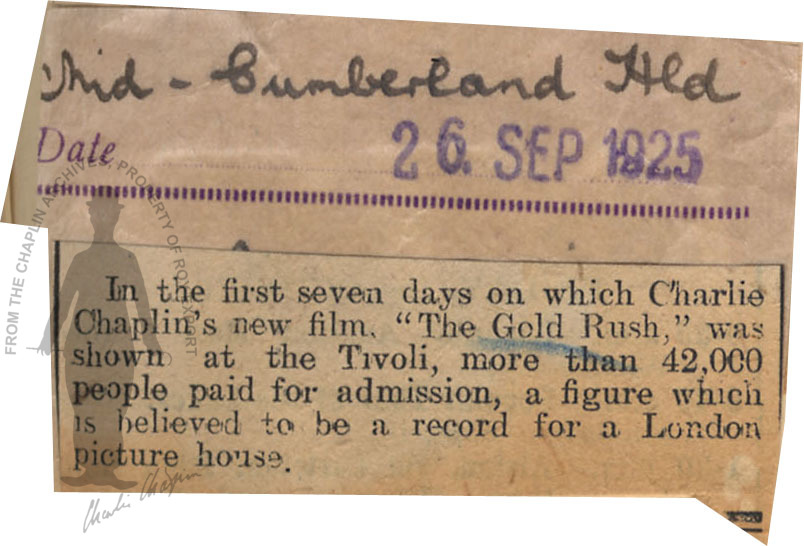 Mid - Cumberland Hld
Date 26. SEP 1925
In the first seven days on which Charlie
Chaplin's new film, "The Gold Rush," was
shown at the Tivoli, more than 42,000
people paid for admission, a figure which
is believed to be a record for a London
picture house.
FROM THE CHAPLIN ARCHIVES, PROPERTY OF ROY EXPORT
Charlie Chaplin